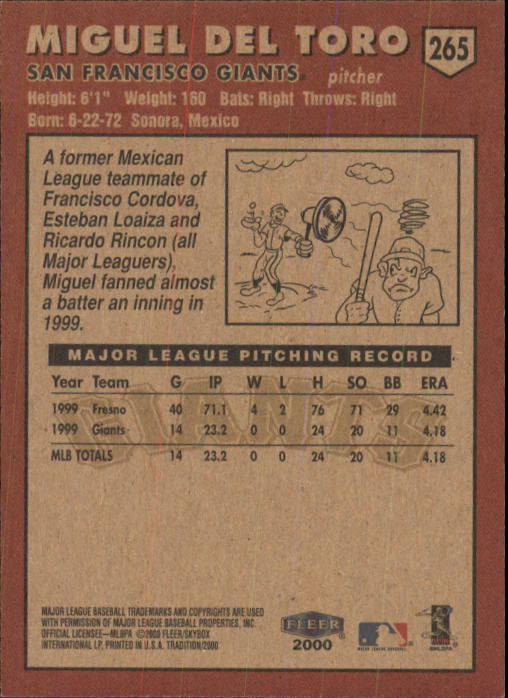 MIGUEL DEL TORO
265
SAN FRANCISCO GIANTS pitcher
Height: 6'1" Weight: 160 Bats: Right Throws: Right
Born: 6-22-72 Sonora, Mexico
A former Mexican
League teammate of
Francisco Cordova,
Esteban Loaiza and
Ricardo Rincon (all
Major Leaguers),
Miguel fanned almost
a batter an inning in
1999.
MAJOR LEAGUE PITCHING RECORD
Year Team G IP W L H SO BB ERA
1999 Fresno 40 71.1 4 2 76 71 29 4.42
1999 Giants 14 23.2 0 0 24 20 11 4.18
MLB TOTALS 14 23.2 0 0 24 20 11 4.18
GIANTS
MAJOR LEAGUE BASEBALL TRADEMARKS AND COPYRIGHTS ARE USED
WITH PERMISSION OF MAJOR LEAGUE BASEBALL PROPERTIES, INC.
OFFICIAL LICENSEE—MLBPA ©2000 FLEER/SKYBOX
INTERNATIONAL LP, PRINTED IN U.S.A. TRADITION/2000
FLEER
2000
MAJOR LEAGUE BASEBALL